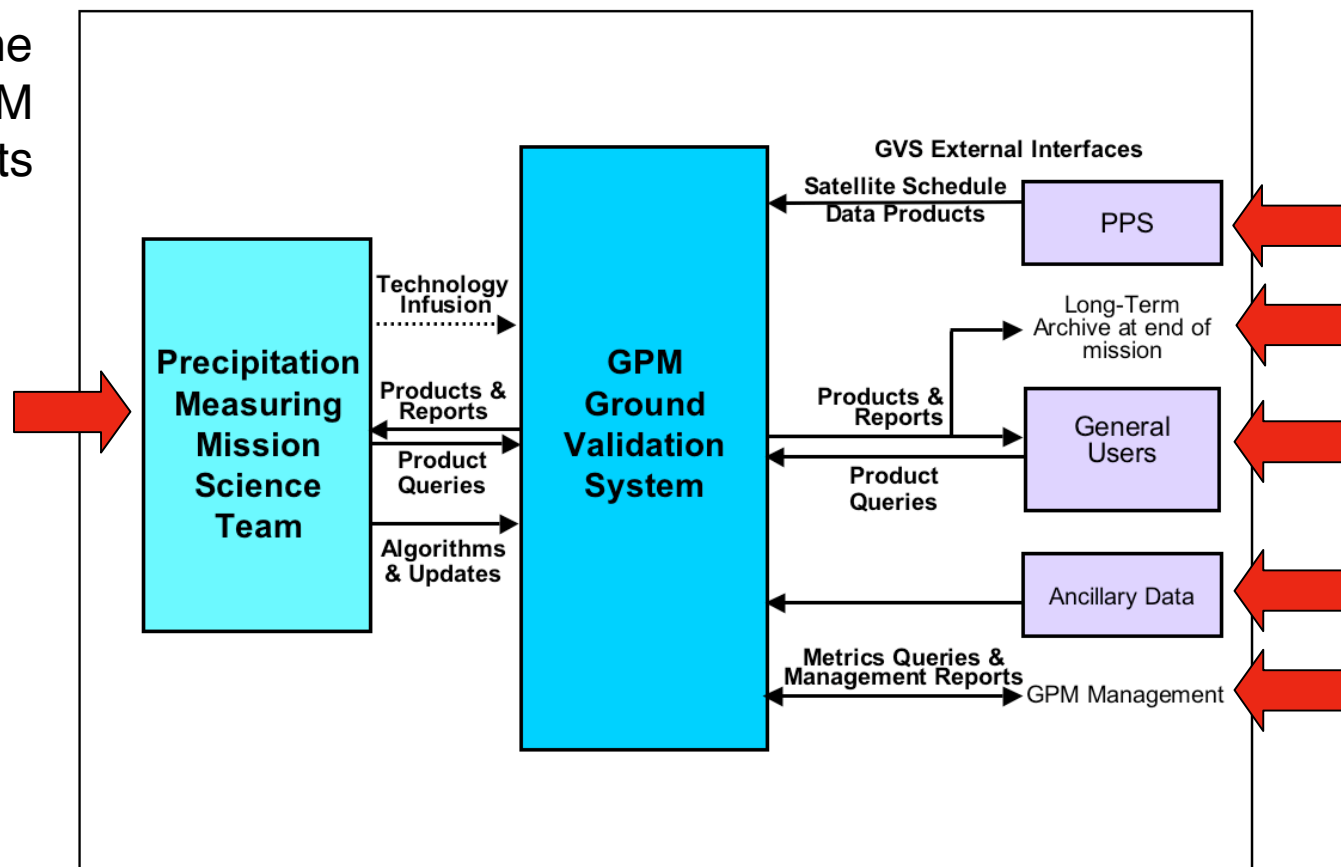 ne
M
ts
GVS External Interfaces
Satellite Schedule
Data Products
PPS
Technology
Infusion
Long-Term
Archive at end of
mission
Precipitation
Measuring
Mission
Science
Team
GPM
Ground
Validation
System
Products &
Reports
Product
Queries
Algorithms
& Updates
Products &
Reports
Product
Queries
General
Users
Ancillary Data
Metrics Queries &
Management Reports
GPM Management